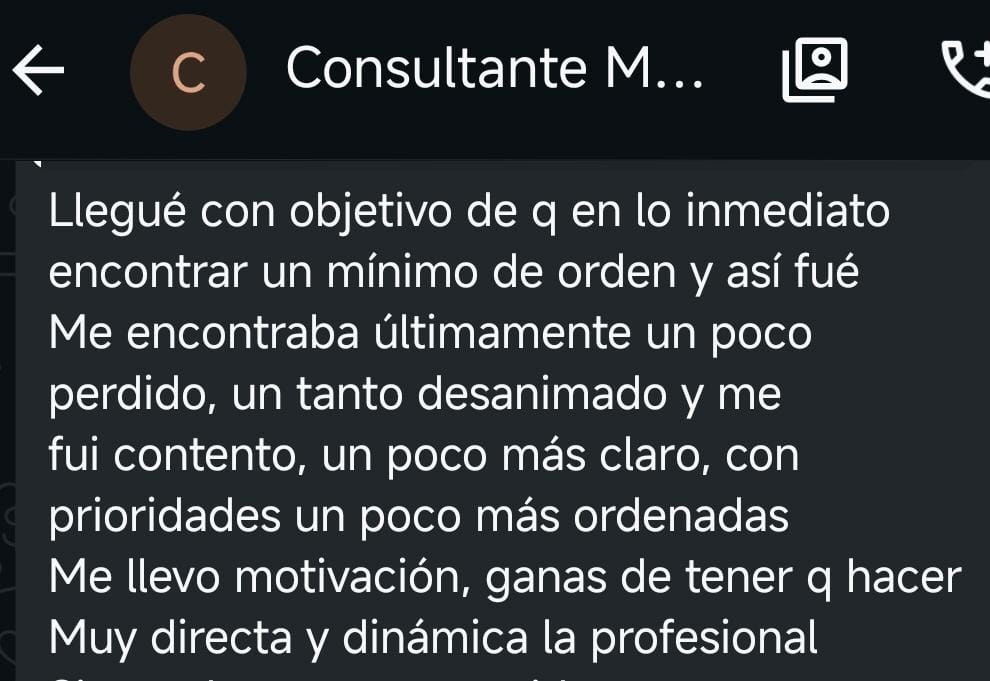 C
Consultante M...
Llegué con objetivo de q en lo inmediato
encontrar un mínimo de orden y así fué
Me encontraba últimamente un poco
perdido, un tanto desanimado y me
fui contento, un poco más claro, con
prioridades un poco más ordenadas
Me llevo motivación, ganas de tener q hacer
Muy directa y dinámica la profesional